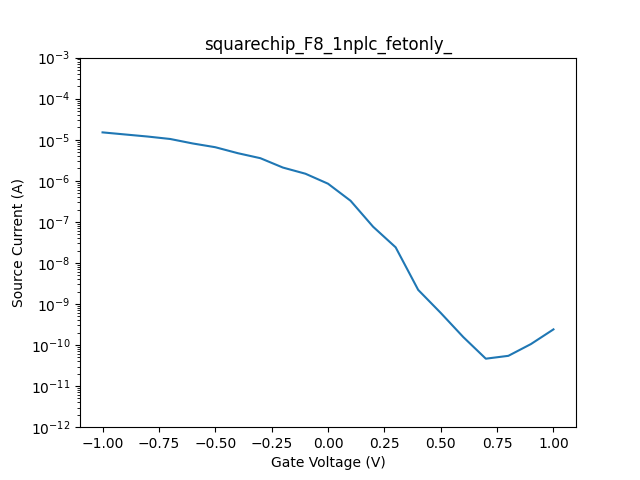 squarechip_F8_1nplc_fetonly_
Source Current (A)
10⁻³
10⁻⁴
10⁻⁵
10⁻⁶
10⁻⁷
10⁻⁸
10⁻⁹
10⁻¹⁰
10⁻¹¹
10⁻¹²
−1.00 −0.75 −0.50 −0.25 0.00 0.25 0.50 0.75 1.00
Gate Voltage (V)